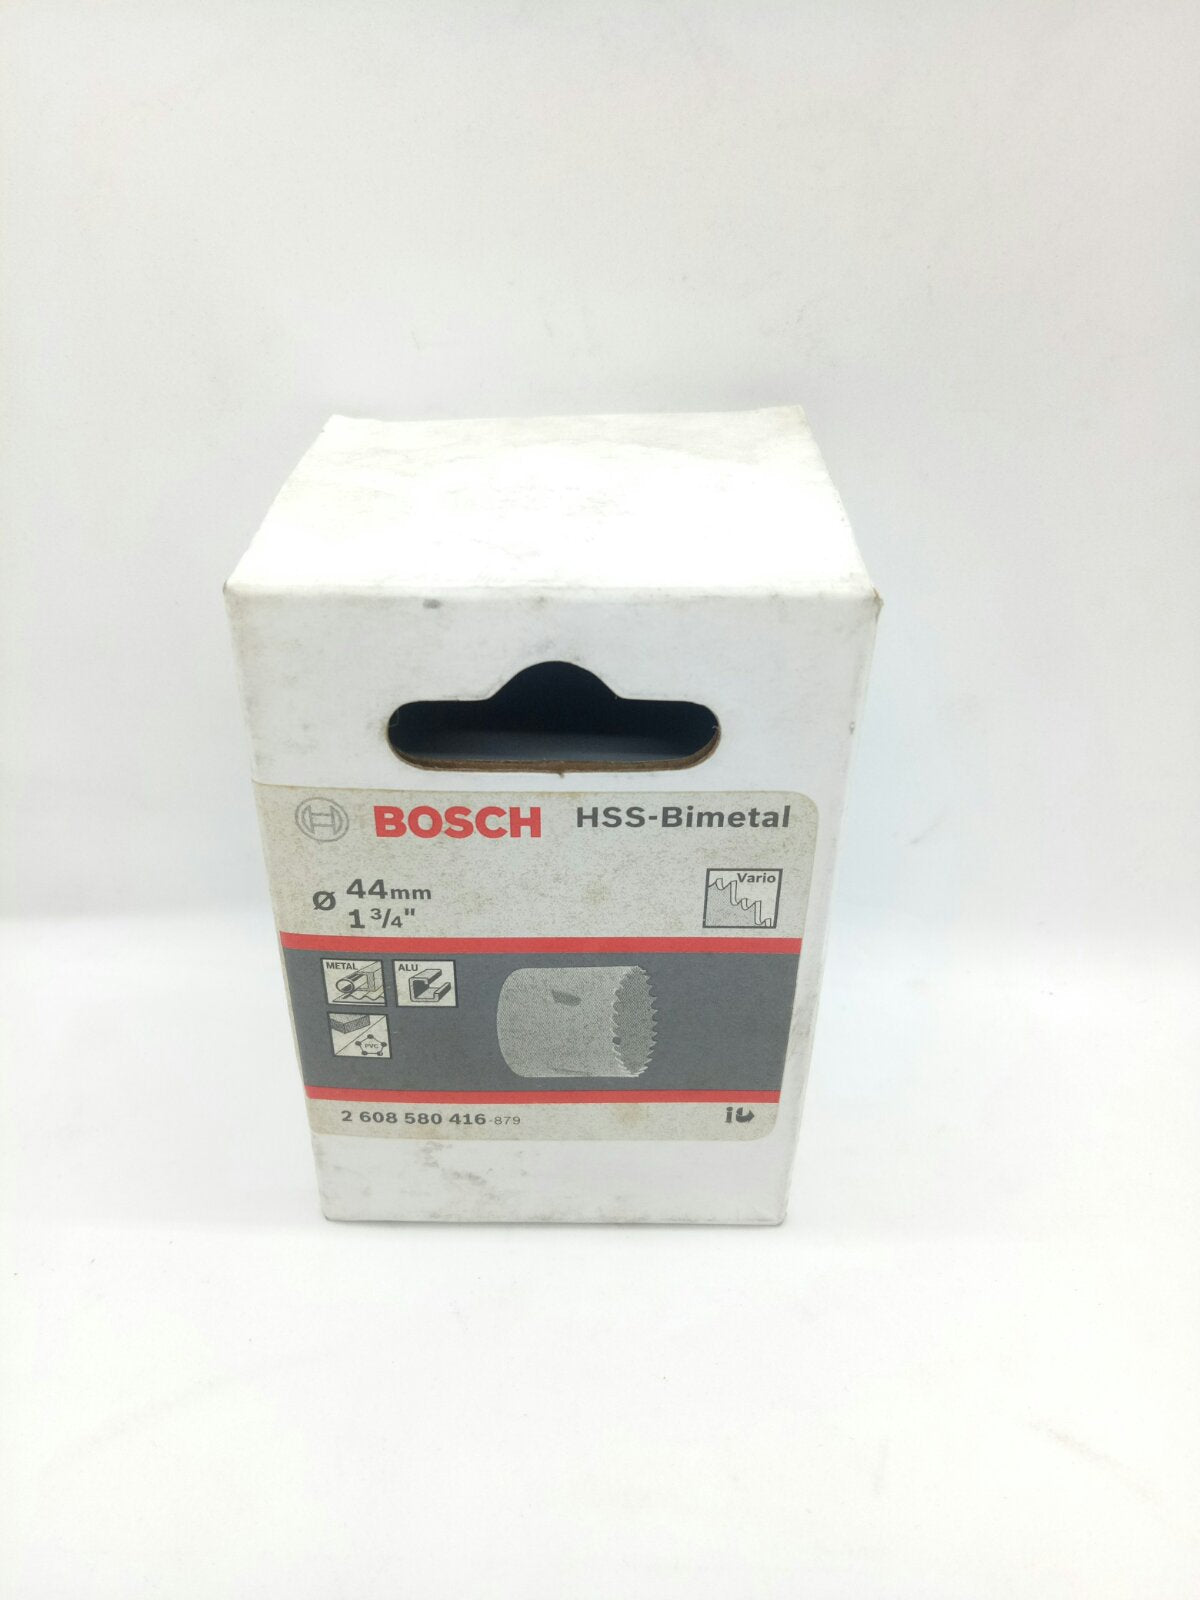 BOSCH HSS-Bimetal
Ø 44mm
1 3/4"
Vario
METAL ALU
PVC
2 608 580 416-879